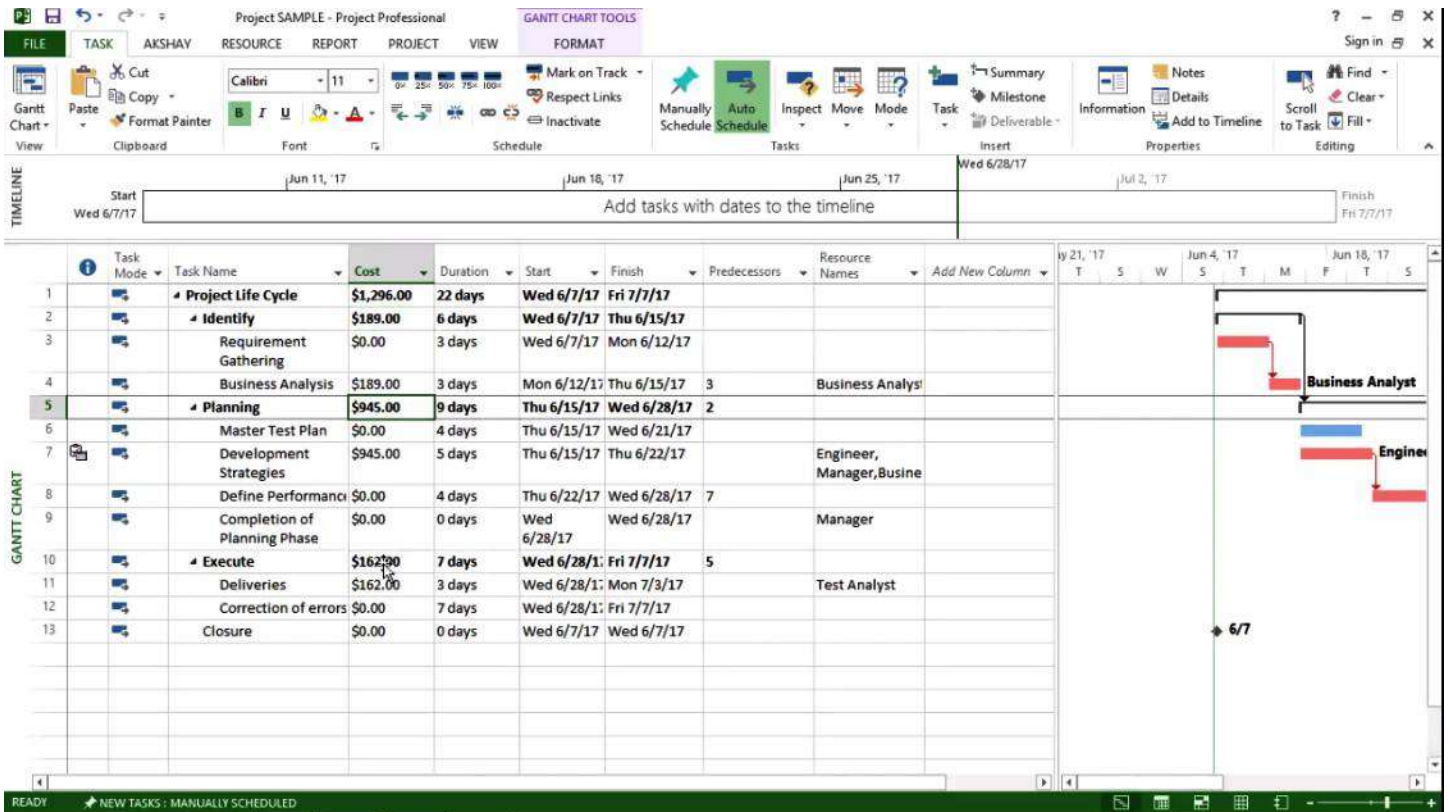 Project SAMPLE - Project Professional
GANTT CHART TOOLS
?
FILE TASK AKSHAY RESOURCE REPORT PROJECT VIEW FORMAT
Sign in
Gantt Chart
View
Paste
Cut
Copy
Format Painter
Clipboard
Calibri 11
B I U A
Font
0% 25% 50% 75% 100%
Mark on Track
Respect Links
Inactivate
Schedule
Manually Schedule
Auto Schedule
Inspect
Move
Mode
Tasks
Task
Summary
Milestone
Deliverable
Insert
Information
Notes
Details
Add to Timeline
Properties
Scroll to Task
Find
Clear
Fill
Editing
TIMELINE
Wed 6/28/17
Jun 11, '17 Jun 18, '17 Jun 25, '17 Jul 2, '17
Start
Wed 6/7/17
Add tasks with dates to the timeline
Finish
Fri 7/7/17
GANTT CHART
Task Mode Task Name Cost Duration Start Finish Predecessors Resource Names Add New Column
1 Project Life Cycle $1,296.00 22 days Wed 6/7/17 Fri 7/7/17
2 Identify $189.00 6 days Wed 6/7/17 Thu 6/15/17
3 Requirement Gathering $0.00 3 days Wed 6/7/17 Mon 6/12/17
4 Business Analysis $189.00 3 days Mon 6/12/17 Thu 6/15/17 3 Business Analyst
5 Planning $945.00 9 days Thu 6/15/17 Wed 6/28/17 2
6 Master Test Plan $0.00 4 days Thu 6/15/17 Wed 6/21/17
7 Development Strategies $945.00 5 days Thu 6/15/17 Thu 6/22/17 Engineer, Manager,Busine
8 Define Performanc $0.00 4 days Thu 6/22/17 Wed 6/28/17 7
9 Completion of Planning Phase $0.00 0 days Wed 6/28/17 Wed 6/28/17 Manager
10 Execute $162.00 7 days Wed 6/28/1 Fri 7/7/17 5
11 Deliveries $162.00 3 days Wed 6/28/1 Mon 7/3/17 Test Analyst
12 Correction of errors $0.00 7 days Wed 6/28/1 Fri 7/7/17
13 Closure $0.00 0 days Wed 6/7/17 Wed 6/7/17
y 21, '17 Jun 4, '17 Jun 18, '17
T S W S T M F T S
Business Analyst
Enginee
6/7
READY NEW TASKS : MANUALLY SCHEDULED